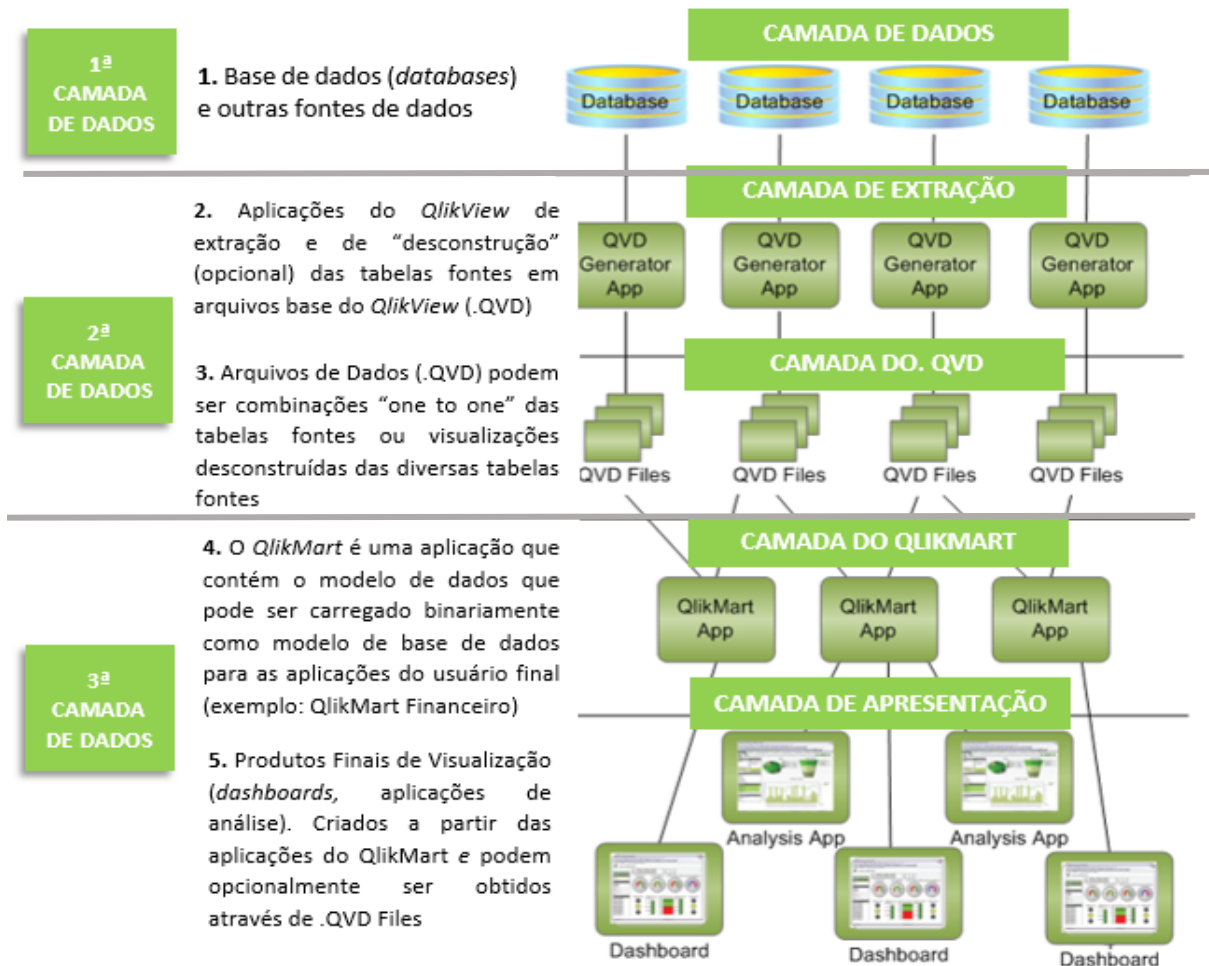 CAMADA DE DADOS
1ª
CAMADA
DE DADOS
1. Base de dados (databases)
e outras fontes de dados
Database Database Database Database
CAMADA DE EXTRAÇÃO
2ª
CAMADA
DE DADOS
2. Aplicações do QlikView de
extração e de “desconstrução”
(opcional) das tabelas fontes em
arquivos base do QlikView (.QVD)
QVD QVD QVD QVD
Generator Generator Generator Generator
App App App App
CAMADA DO. QVD
3. Arquivos de Dados (.QVD) podem
ser combinações “one to one” das
tabelas fontes ou visualizações
desconstruídas das diversas tabelas
fontes
QVD Files QVD Files QVD Files QVD Files
CAMADA DO QLIKMART
3ª
CAMADA
DE DADOS
4. O QlikMart é uma aplicação que
contém o modelo de dados que
pode ser carregado binariamente
como modelo de base de dados
para as aplicações do usuário final
(exemplo: QlikMart Financeiro)
QlikMart QlikMart QlikMart
App App App
CAMADA DE APRESENTAÇÃO
5. Produtos Finais de Visualização
(dashboards, aplicações de
análise). Criados a partir das
aplicações do QlikMart e podem
opcionalmente ser obtidos
através de .QVD Files
Analysis App Analysis App
Dashboard Dashboard Dashboard